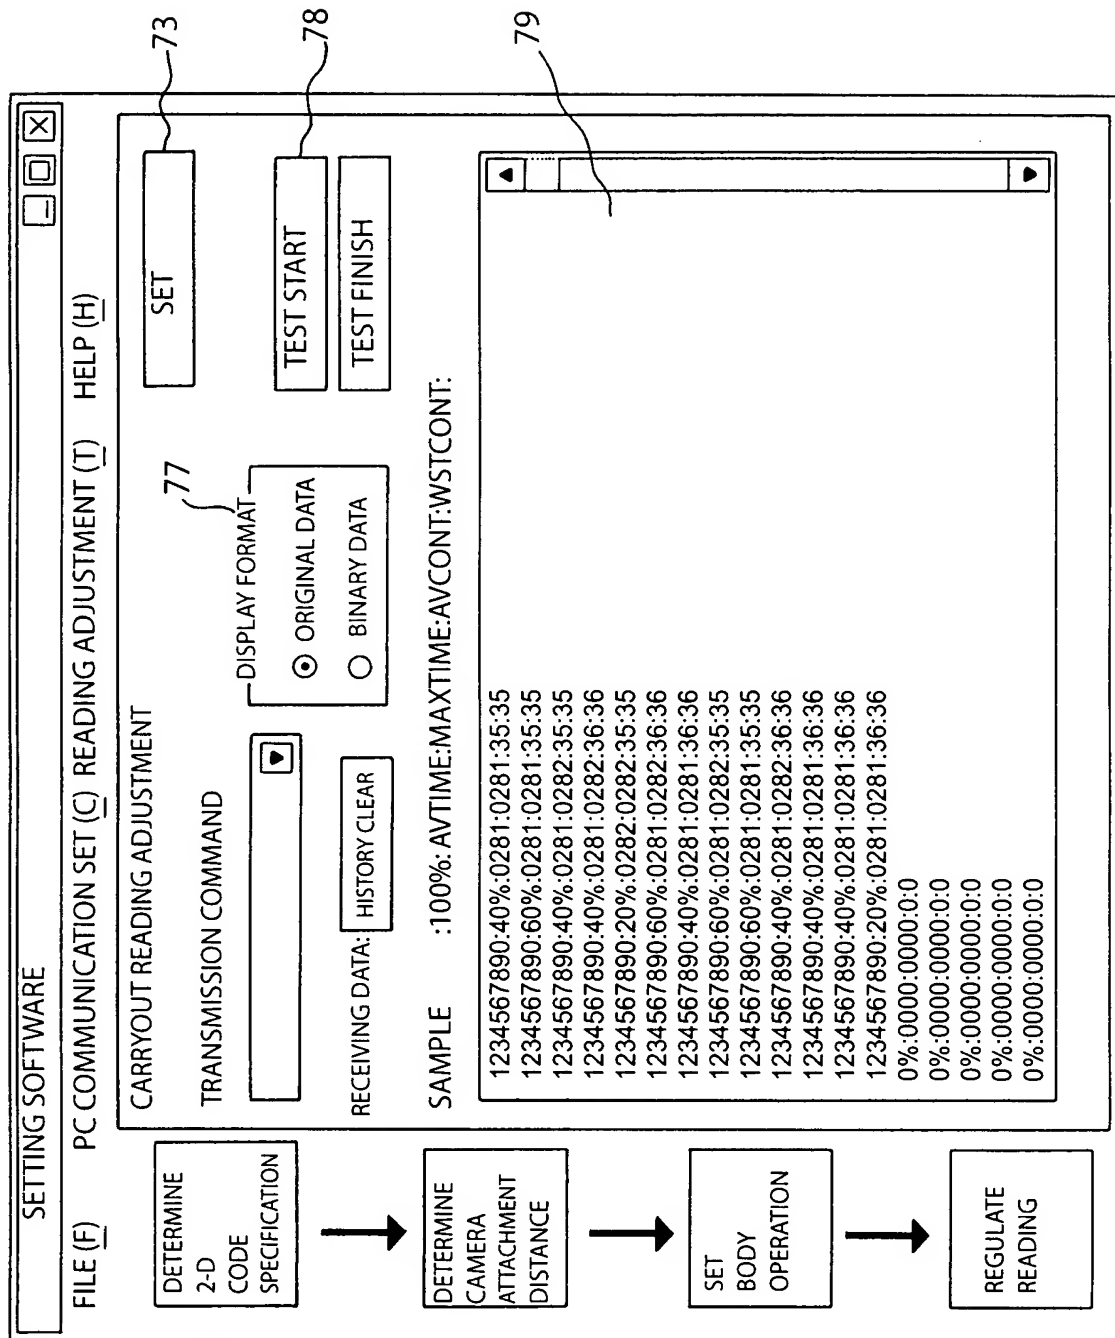 SETTING SOFTWARE
FILE (F) PC COMMUNICATION SET (C) READING ADJUSTMENT (T) HELP (H)
DETERMINE
2-D
CODE
SPECIFICATION
DETERMINE
CAMERA
ATTACHMENT
DISTANCE
SET
BODY
OPERATION
REGULATE
READING
CARRYOUT READING ADJUSTMENT
TRANSMISSION COMMAND
77
DISPLAY FORMAT
ORIGINAL DATA
BINARY DATA
SET
73
TEST START
78
TEST FINISH
RECEIVING DATA:
HISTORY CLEAR
SAMPLE :100%: AVTIME:MAXTIME:AVCONT:WSTCONT:
1234567890:40%:0281:0281:35:35
1234567890:60%:0281:0281:35:35
1234567890:40%:0281:0282:35:35
1234567890:40%:0281:0282:36:36
1234567890:20%:0282:0282:35:35
1234567890:60%:0281:0282:36:36
1234567890:40%:0281:0281:36:36
1234567890:60%:0281:0282:35:35
1234567890:60%:0281:0281:35:35
1234567890:40%:0281:0282:36:36
1234567890:40%:0281:0281:36:36
1234567890:40%:0281:0281:36:36
1234567890:20%:0281:0281:36:36
0%:0000:0000:0:0
0%:0000:0000:0:0
0%:0000:0000:0:0
0%:0000:0000:0:0
0%:0000:0000:0:0
79